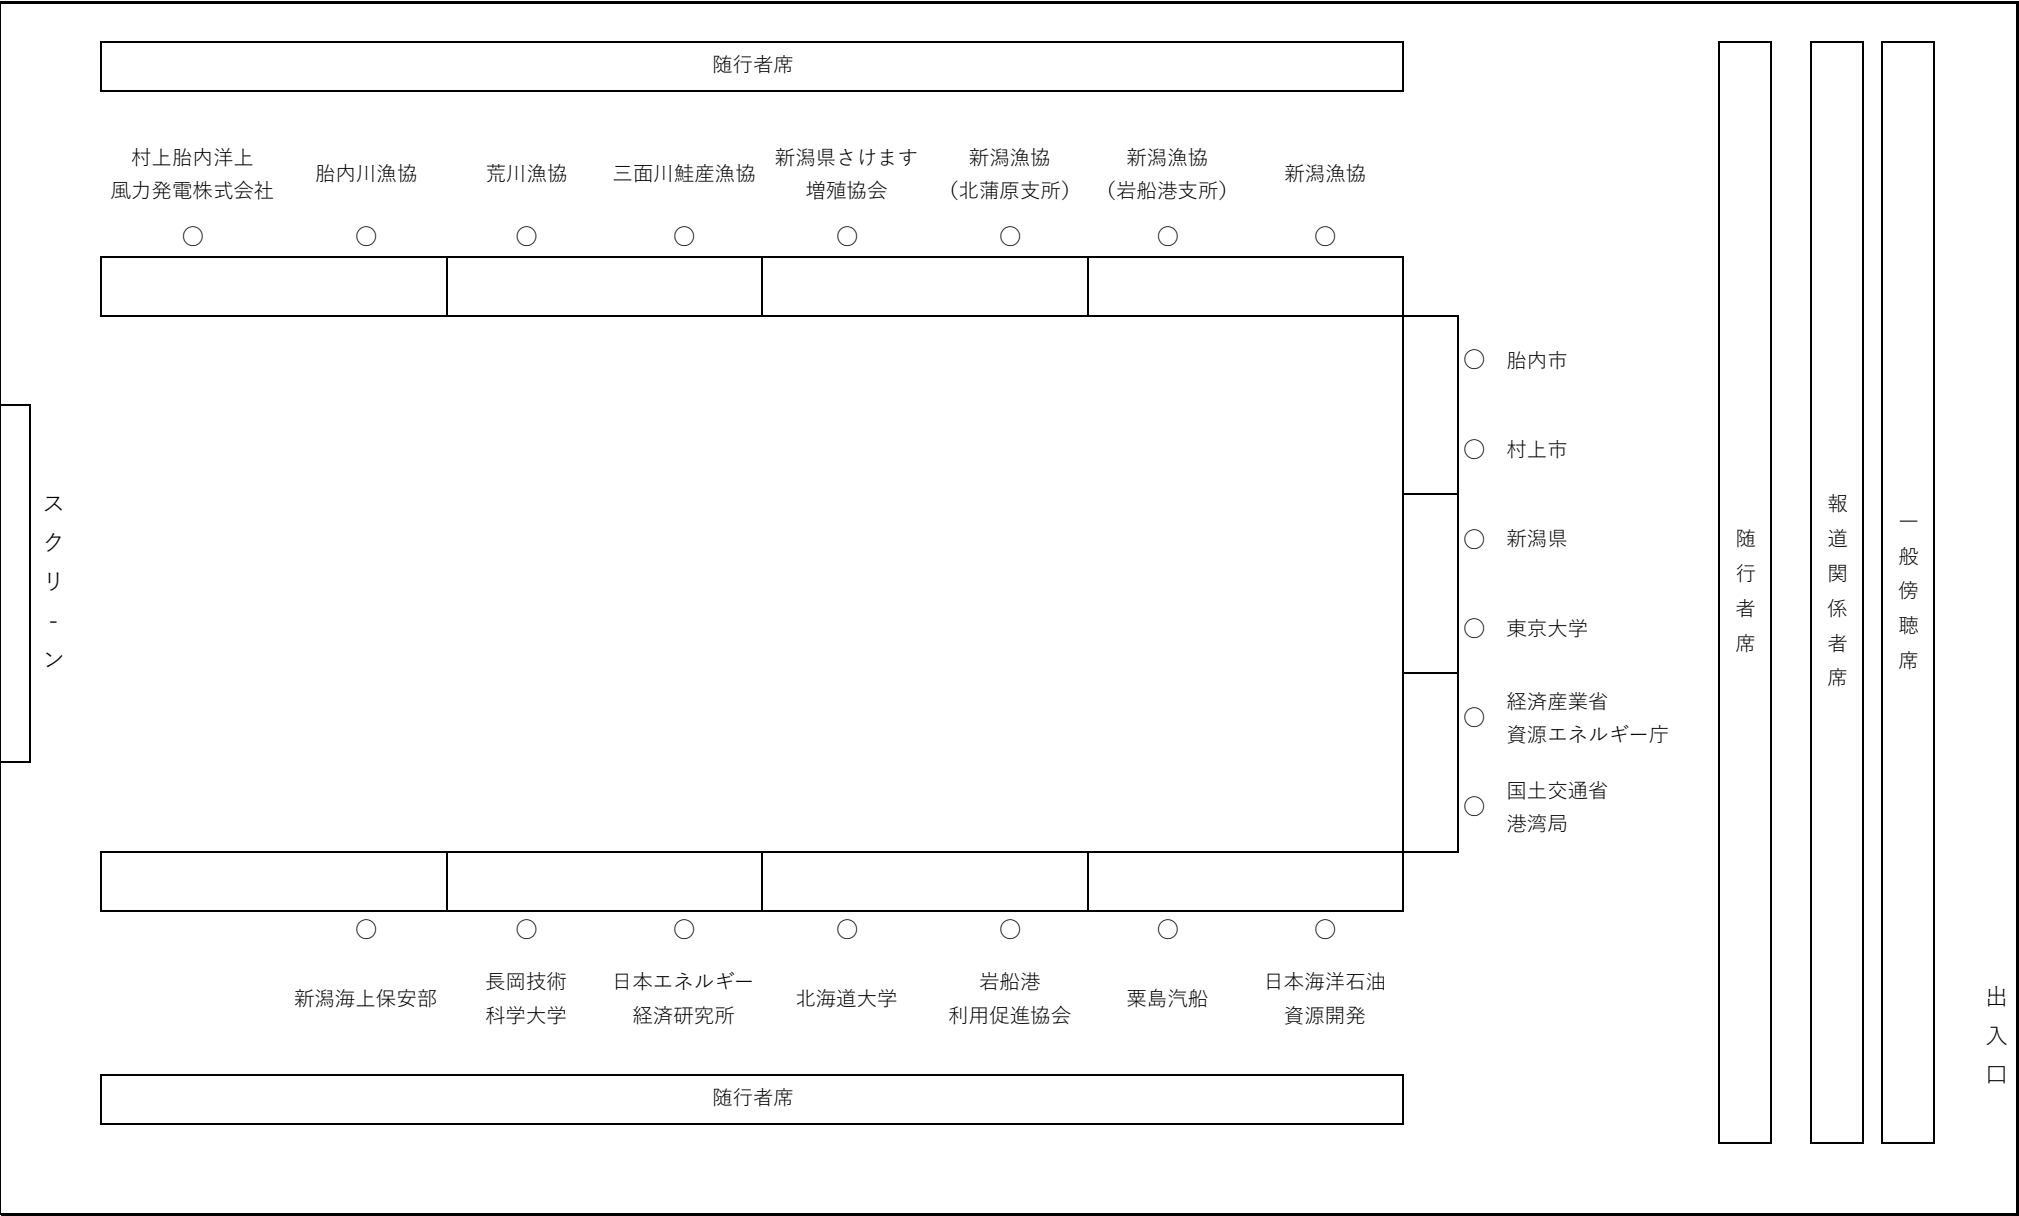 随行者席
村上胎内洋上
風力発電株式会社
胎内川漁協
荒川漁協
三面川鮭産漁協
新潟県さけます
増殖協会
新潟漁協
（北蒲原支所）
新潟漁協
（岩船港支所）
新潟漁協
胎内市
村上市
新潟県
東京大学
経済産業省
資源エネルギー庁
国土交通省
港湾局
スクリ-ン
随行者席
報道関係者席
一般傍聴席
新潟海上保安部
長岡技術
科学大学
日本エネルギー
経済研究所
北海道大学
岩船港
利用促進協会
粟島汽船
日本海洋石油
資源開発
出入口
随行者席